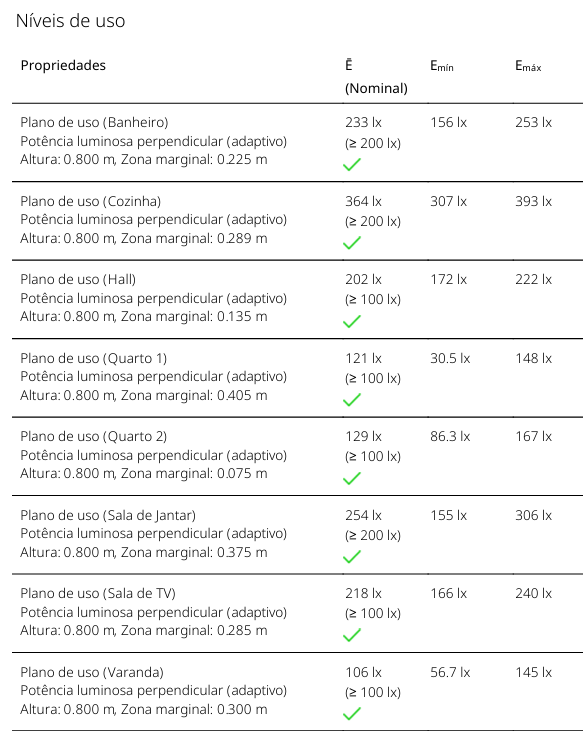 Níveis de uso
Propriedades Ē Emín Emáx
(Nominal)
Plano de uso (Banheiro) 233 lx 156 lx 253 lx
Potência luminosa perpendicular (adaptivo) (≥ 200 lx)
Altura: 0.800 m, Zona marginal: 0.225 m
Plano de uso (Cozinha) 364 lx 307 lx 393 lx
Potência luminosa perpendicular (adaptivo) (≥ 200 lx)
Altura: 0.800 m, Zona marginal: 0.289 m
Plano de uso (Hall) 202 lx 172 lx 222 lx
Potência luminosa perpendicular (adaptivo) (≥ 100 lx)
Altura: 0.800 m, Zona marginal: 0.135 m
Plano de uso (Quarto 1) 121 lx 30.5 lx 148 lx
Potência luminosa perpendicular (adaptivo) (≥ 100 lx)
Altura: 0.800 m, Zona marginal: 0.405 m
Plano de uso (Quarto 2) 129 lx 86.3 lx 167 lx
Potência luminosa perpendicular (adaptivo) (≥ 100 lx)
Altura: 0.800 m, Zona marginal: 0.075 m
Plano de uso (Sala de Jantar) 254 lx 155 lx 306 lx
Potência luminosa perpendicular (adaptivo) (≥ 200 lx)
Altura: 0.800 m, Zona marginal: 0.375 m
Plano de uso (Sala de TV) 218 lx 166 lx 240 lx
Potência luminosa perpendicular (adaptivo) (≥ 100 lx)
Altura: 0.800 m, Zona marginal: 0.285 m
Plano de uso (Varanda) 106 lx 56.7 lx 145 lx
Potência luminosa perpendicular (adaptivo) (≥ 100 lx)
Altura: 0.800 m, Zona marginal: 0.300 m